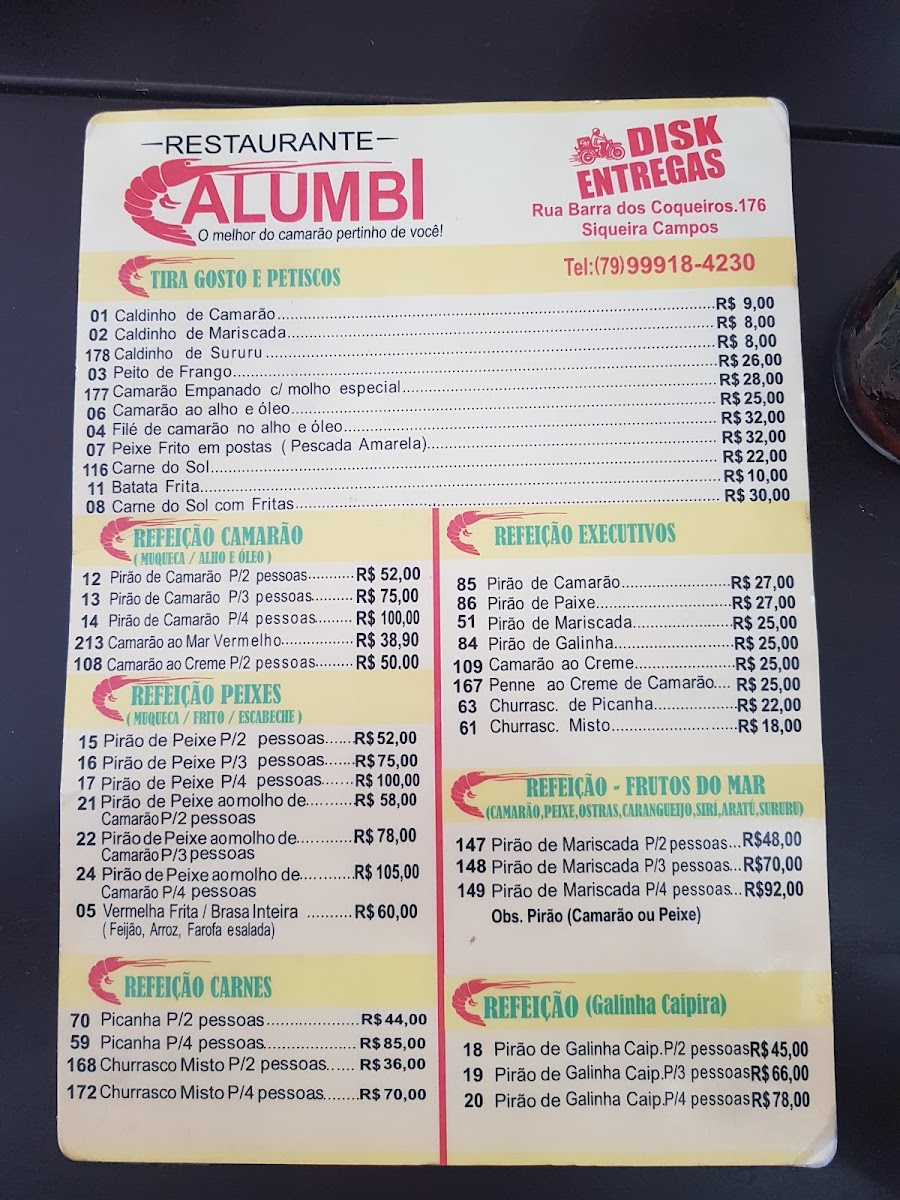 RESTAURANTE
CALUMBI
O melhor do camarão pertinho de você!
DISK
ENTREGAS
Rua Barra dos Coqueiros.176
Siqueira Campos
Tel:(79)99918-4230
TIRA GOSTO E PETISCOS
01 Caldinho de Camarão R$ 9,00
02 Caldinho de Mariscada R$ 8,00
178 Caldinho de Sururu R$ 8,00
03 Peito de Frango R$26,00
177 Camarão Empanado c/ molho especial R$28,00
06 Camarão ao alho e óleo R$25,00
04 Filé de camarão no alho e óleo R$32,00
07 Peixe Frito em postas ( Pescada Amarela) R$32,00
116 Carne do Sol R$22,00
11 Batata Frita R$10,00
08 Carne do Sol com Fritas R$30,00
REFEIÇÃO CAMARÃO
( MUQUECA / ALHO E ÓLEO )
12 Pirão de Camarão P/2 pessoas R$ 52,00
13 Pirão de Camarão P/3 pessoas R$ 75,00
14 Pirão de Camarão P/4 pessoas R$ 100,00
213 Camarão ao Mar Vermelho R$ 38,90
108 Camarão ao Creme P/2 pessoas R$ 50.00
REFEIÇÃO PEIXES
( MUQUECA / FRITO / ESCABECHE )
15 Pirão de Peixe P/2 pessoas R$52,00
16 Pirão de Peixe P/3 pessoas R$75,00
17 Pirão de Peixe P/4 pessoas R$100,00
21 Pirão de Peixe ao molho de R$ 58,00
Camarão P/2 pessoas
22 Pirão de Peixe ao molho de R$ 78,00
Camarão P/3 pessoas
24 Pirão de Peixe ao molho de R$ 105,00
Camarão P/4 pessoas
05 Vermelha Frita / Brasa Inteira R$60,00
( Feijão, Arroz, Farofa e salada)
REFEIÇÃO CARNES
70 Picanha P/2 pessoas R$44,00
59 Picanha P/4 pessoas R$85,00
168 Churrasco Misto P/2 pessoas R$36,00
172 Churrasco Misto P/4 pessoas R$70,00
REFEIÇÃO EXECUTIVOS
85 Pirão de Camarão R$27,00
86 Pirão de Paixe R$27,00
51 Pirão de Mariscada R$25,00
84 Pirão de Galinha R$25,00
109 Camarão ao Creme R$25,00
167 Penne ao Creme de Camarão R$25,00
63 Churrasc. de Picanha R$22,00
61 Churrasc. Misto R$18,00
REFEIÇÃO - FRUTOS DO MAR
(CAMARÃO,PEIXE,OSTRAS,CARANGUEIJO,SIRÍ,ARATÚ,SURURU)
147 Pirão de Mariscada P/2 pessoas R$48,00
148 Pirão de Mariscada P/3 pessoas R$70,00
149 Pirão de Mariscada P/4 pessoas R$92,00
Obs. Pirão (Camarão ou Peixe)
REFEIÇÃO (Galinha Caipira)
18 Pirão de Galinha Caip.P/2 pessoas R$45,00
19 Pirão de Galinha Caip.P/3 pessoas R$66,00
20 Pirão de Galinha Caip.P/4 pessoas R$78,00